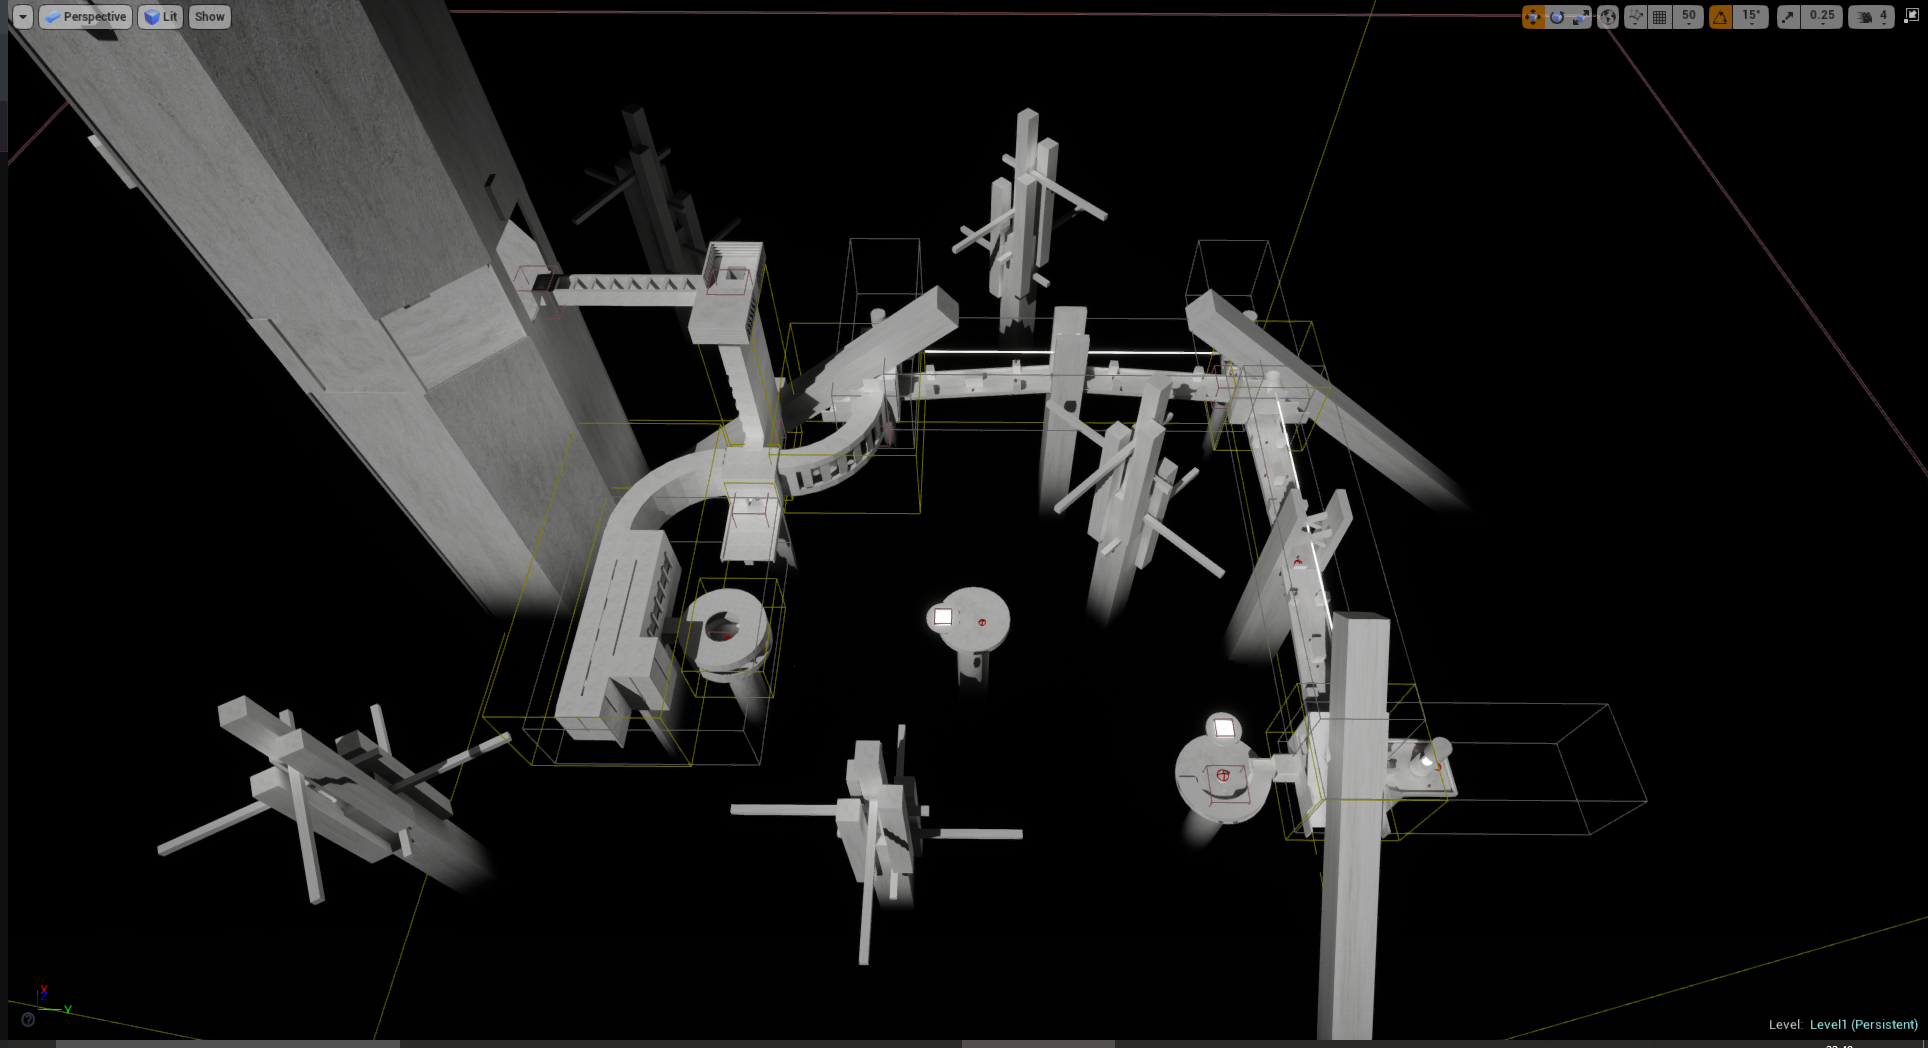 Perspective Lit Show 50 15° 0.25 4
X
Z
Y
Level: Level1 (Persistent)